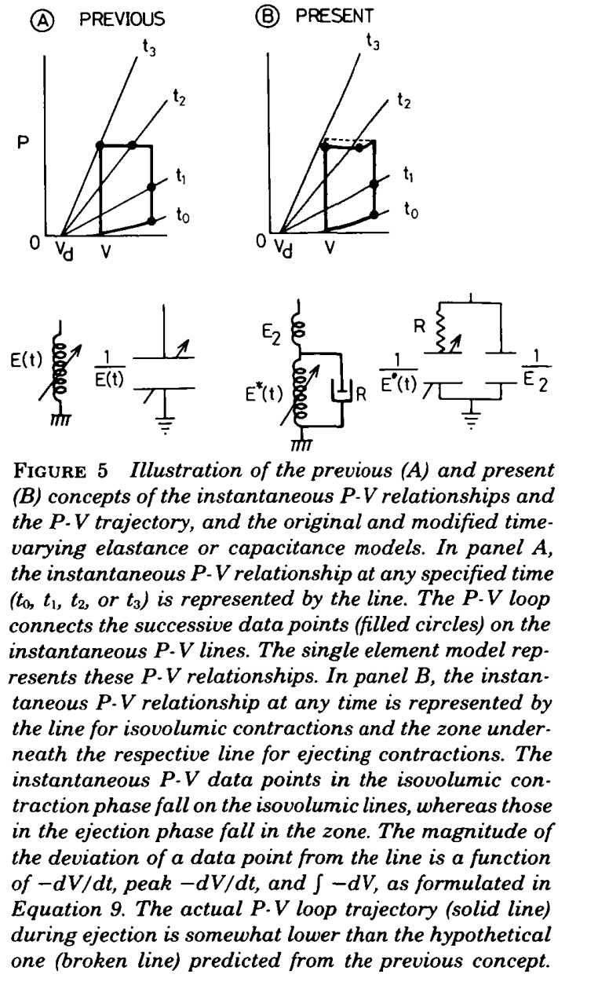 Ⓐ PREVIOUS
Ⓑ PRESENT
t3
t2
P
t1
t0
0
Vd
V
t3
t2
t1
t0
0
Vd
V
E(t)
1
E(t)
E2
E*(t)
R
R
1
E*(t)
1
E2
FIGURE 5 Illustration of the previous (A) and present
(B) concepts of the instantaneous P-V relationships and
the P-V trajectory, and the original and modified time-
varying elastance or capacitance models. In panel A,
the instantaneous P-V relationship at any specified time
(t0, t1, t2, or t3) is represented by the line. The P-V loop
connects the successive data points (filled circles) on the
instantaneous P-V lines. The single element model rep-
resents these P-V relationships. In panel B, the instan-
taneous P-V relationship at any time is represented by
the line for isovolumic contractions and the zone under-
neath the respective line for ejecting contractions. The
instantaneous P-V data points in the isovolumic con-
traction phase fall on the isovolumic lines, whereas those
in the ejection phase fall in the zone. The magnitude of
the deviation of a data point from the line is a function
of −dV/dt, peak −dV/dt, and ∫ −dV, as formulated in
Equation 9. The actual P-V loop trajectory (solid line)
during ejection is somewhat lower than the hypothetical
one (broken line) predicted from the previous concept.